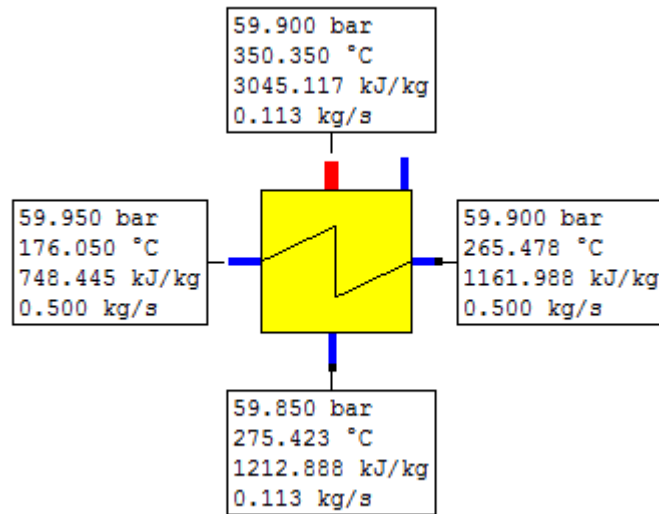 59.900 bar
350.350 °C
3045.117 kJ/kg
0.113 kg/s
59.950 bar
176.050 °C
748.445 kJ/kg
0.500 kg/s
59.900 bar
265.478 °C
1161.988 kJ/kg
0.500 kg/s
59.850 bar
275.423 °C
1212.888 kJ/kg
0.113 kg/s